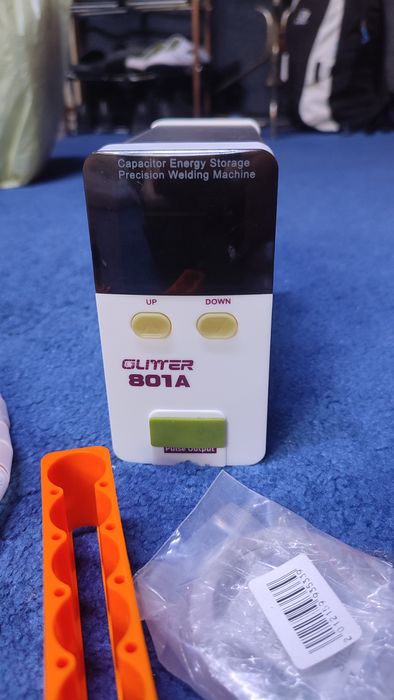 Capacitor Energy Storage
Precision Welding Machine
UP DOWN
GLITTER
801A
Pulse Output